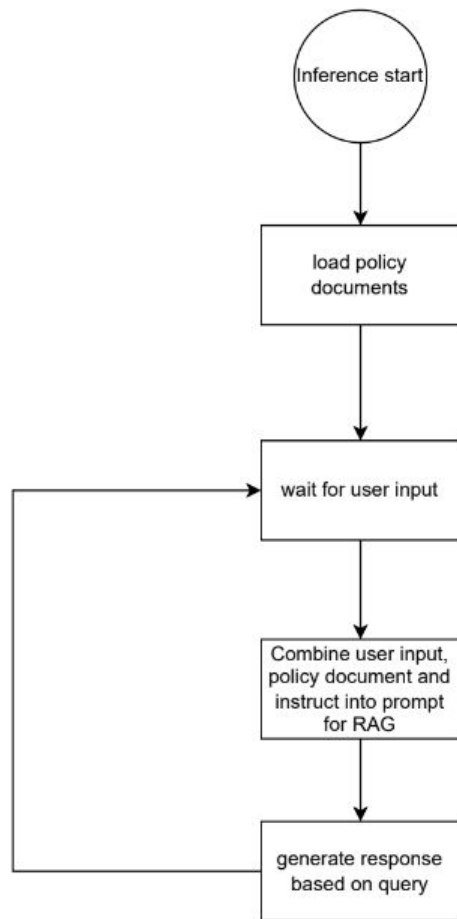 Inference start
load policy
documents
wait for user input
Combine user input,
policy document and
instruct into prompt
for RAG
generate response
based on query